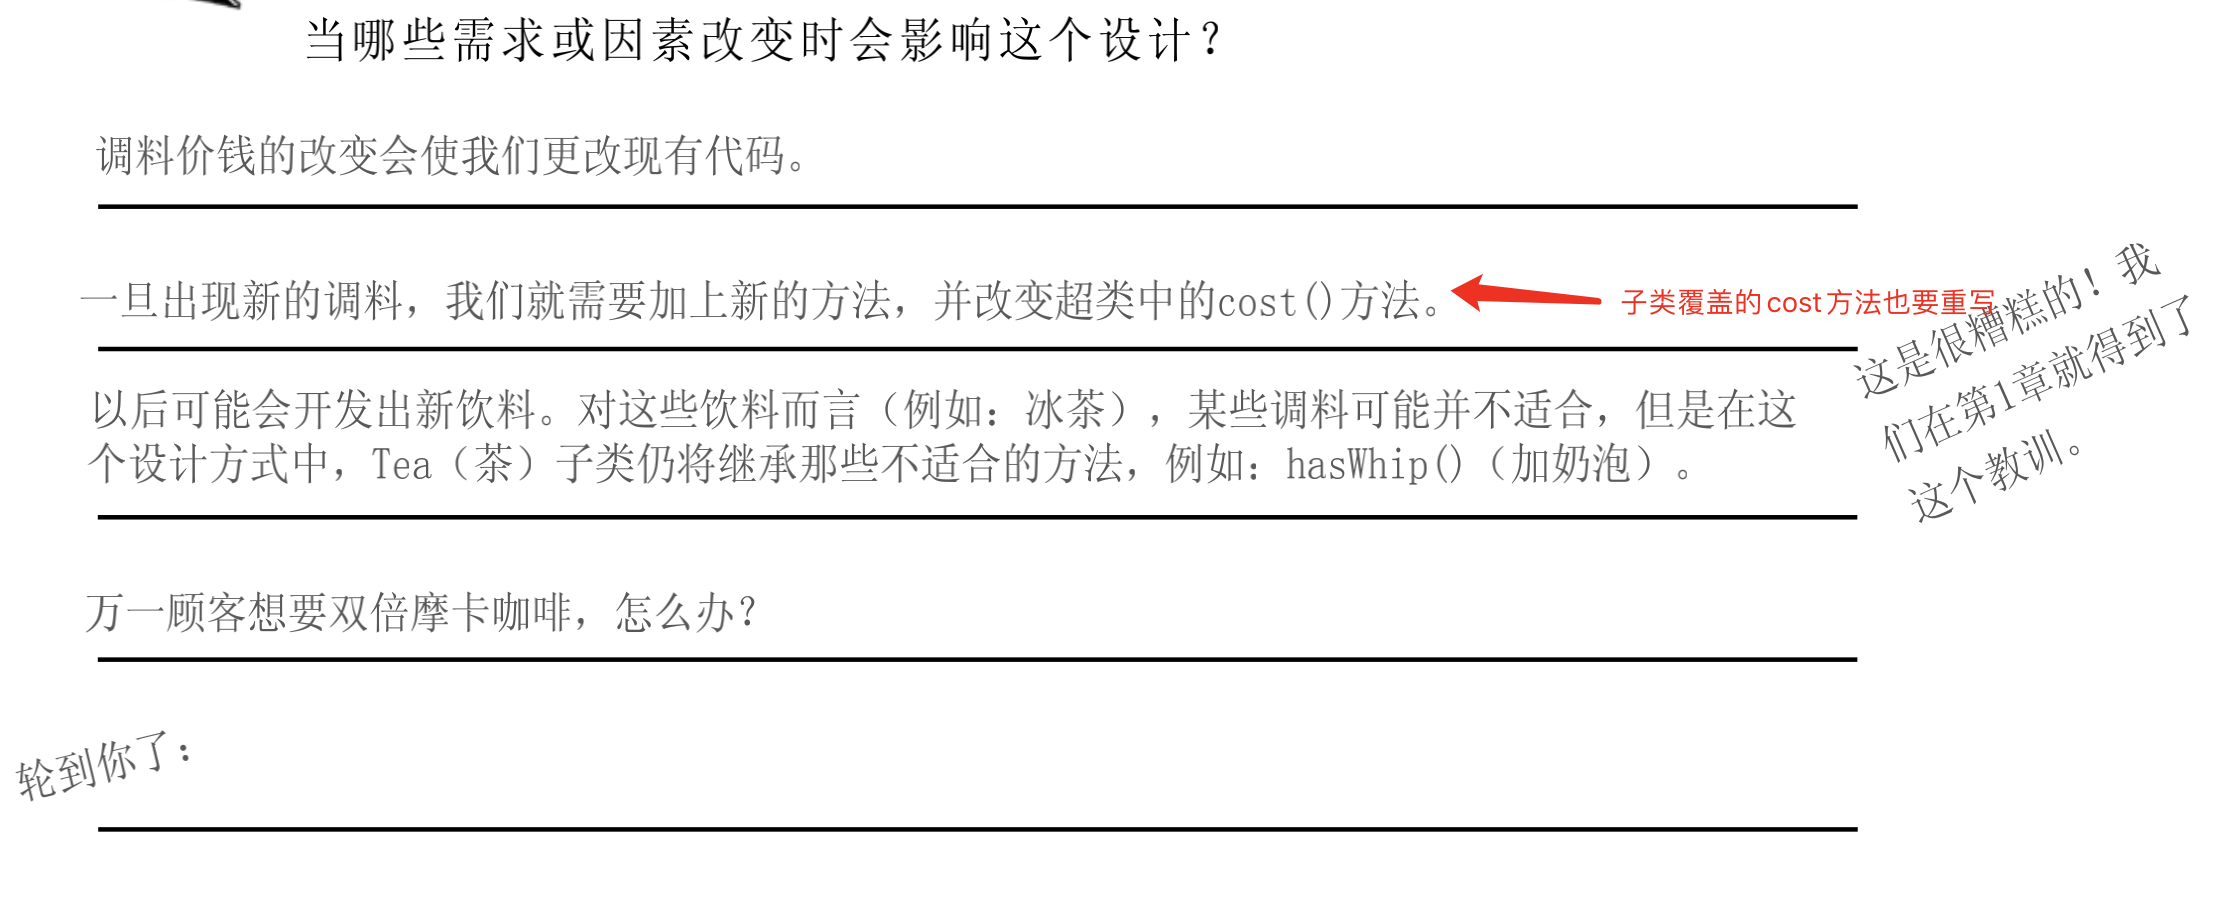 当哪些需求或因素改变时会影响这个设计？
调料价钱的改变会使我们更改现有代码。
一旦出现新的调料，我们就需要加上新的方法，并改变超类中的cost()方法。
子类覆盖的cost方法也要重写
以后可能会开发出新饮料。对这些饮料而言（例如：冰茶），某些调料可能并不适合，但是在这
个设计方式中，Tea（茶）子类仍将继承那些不适合的方法，例如：hasWhip()（加奶泡）。
这是很糟糕的！我
们在第1章就得到了
这个教训。
万一顾客想要双倍摩卡咖啡，怎么办？
轮到你了：